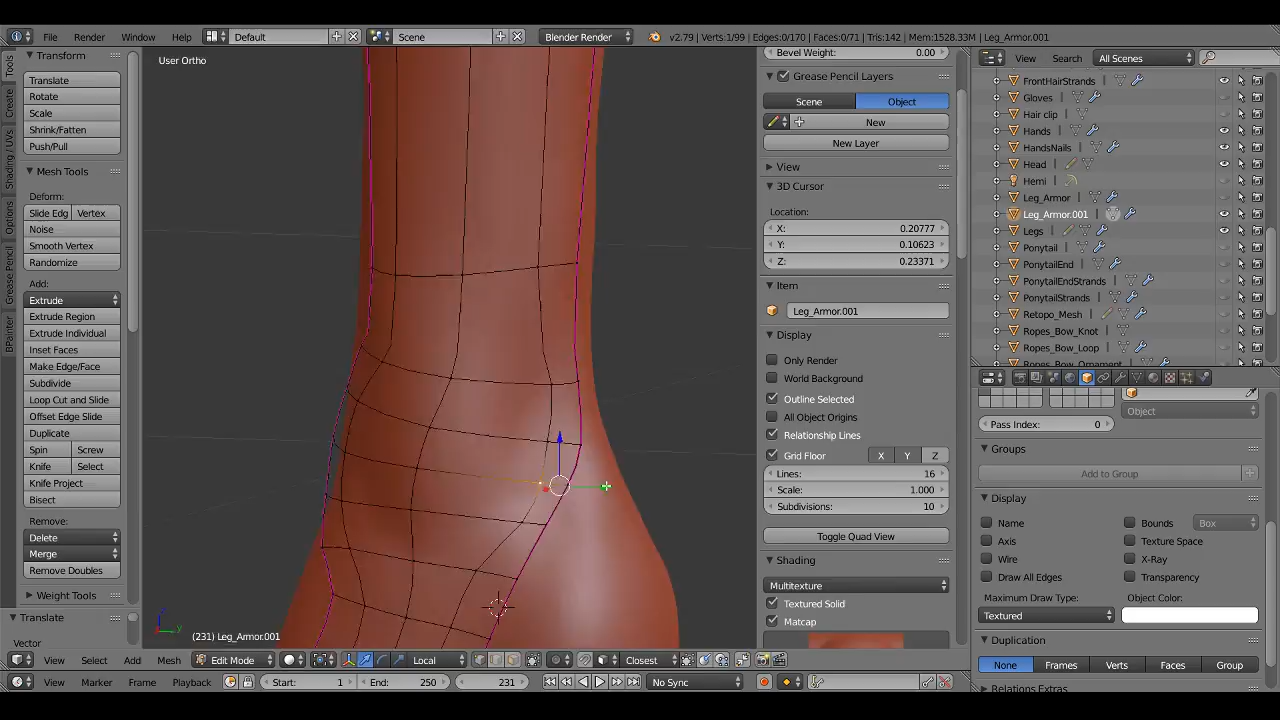 File Render Window Help Default Scene Blender Render v2.79 | Verts:1/99 | Edges:0/170 | Faces:0/71 | Tris:142 | Mem:1528.33M | Leg_Armor.001
Tools
Create
Shading / UVs
Options
Grease Pencil
BPainter
Transform
Translate
Rotate
Scale
Shrink/Fatten
Push/Pull
Mesh Tools
Deform:
Slide Edg Vertex
Noise
Smooth Vertex
Randomize
Add:
Extrude
Extrude Region
Extrude Individual
Inset Faces
Make Edge/Face
Subdivide
Loop Cut and Slide
Offset Edge Slide
Duplicate
Spin Screw
Knife Select
Knife Project
Bisect
Remove:
Delete
Merge
Remove Doubles
Weight Tools
Translate
Vector
User Ortho
(231) Leg_Armor.001
Bevel Weight: 0.00
Grease Pencil Layers
Scene Object
New
New Layer
View
3D Cursor
Location:
X: 0.20777
Y: 0.10623
Z: 0.23371
Item
Leg_Armor.001
Display
Only Render
World Background
Outline Selected
All Object Origins
Relationship Lines
Grid Floor X Y Z
Lines: 16
Scale: 1.000
Subdivisions: 10
Toggle Quad View
Shading
Multitexture
Textured Solid
Matcap
View Search All Scenes
FrontHairStrands
Gloves
Hair clip
Hands
HandsNails
Head
Hemi
Leg_Armor
Leg_Armor.001
Legs
Ponytail
PonytailEnd
PonytailEndStrands
PonytailStrands
Retopo_Mesh
Ropes_Bow_Knot
Ropes_Bow_Loop
Ropes_Bow_Ornament
Object
Pass Index: 0
Groups
Add to Group
Display
Name Bounds Box
Axis Texture Space
Wire X-Ray
Draw All Edges Transparency
Maximum Draw Type: Object Color:
Textured
Duplication
None Frames Verts Faces Group
Relations Extras
View Select Add Mesh Edit Mode Local Closest
View Marker Frame Playback Start: 1 End: 250 231 No Sync